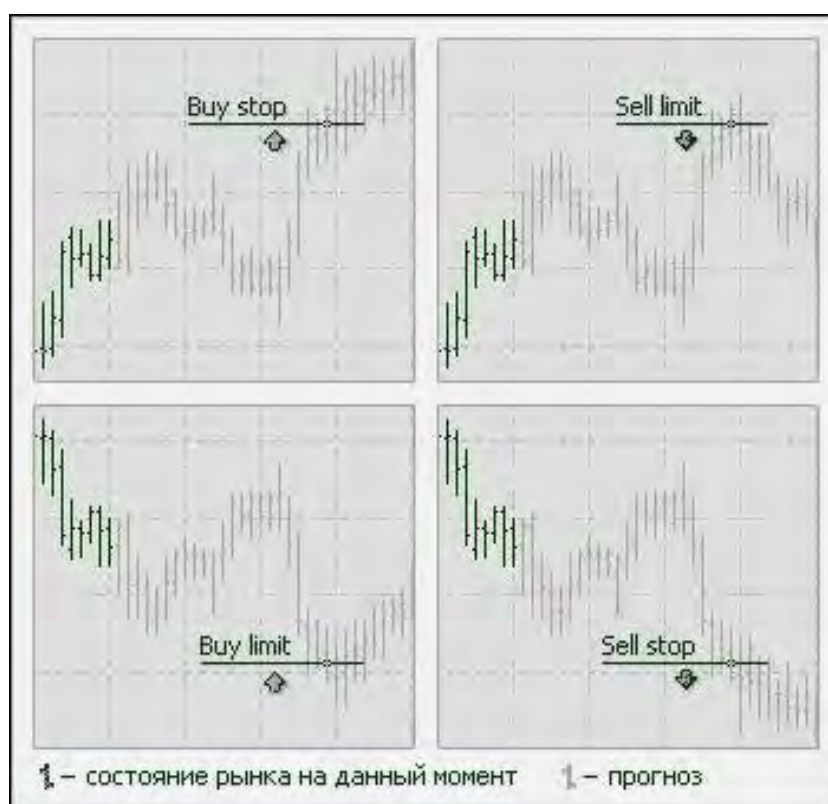 Buy stop
Sell limit
Buy limit
Sell stop
– состояние рынка на данный момент
– прогноз